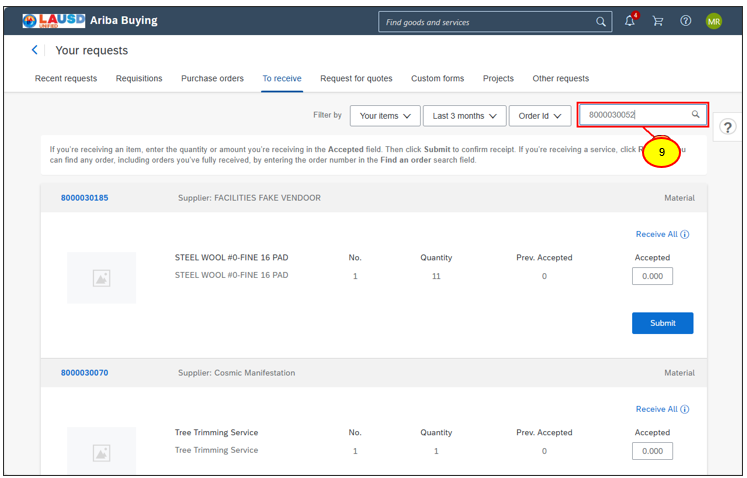 LAUSD UNIFIED Ariba Buying Find goods and services 4 ? MR
Your requests
Recent requests Requisitions Purchase orders To receive Request for quotes Custom forms Projects Other requests
Filter by Your items Last 3 months Order Id 8000030052
?
If you're receiving an item, enter the quantity or amount you're receiving in the Accepted field. Then click Submit to confirm receipt. If you're receiving a service, click R 9 u
can find any order, including orders you've fully received, by entering the order number in the Find an order search field.
8000030185 Supplier: FACILITIES FAKE VENDOOR Material
Receive All i
STEEL WOOL #0-FINE 16 PAD No. Quantity Prev. Accepted Accepted
STEEL WOOL #0-FINE 16 PAD 1 11 0 0.000
Submit
8000030070 Supplier: Cosmic Manifestation Material
Receive All i
Tree Trimming Service No. Quantity Prev. Accepted Accepted
Tree Trimming Service 1 1 0 0.000